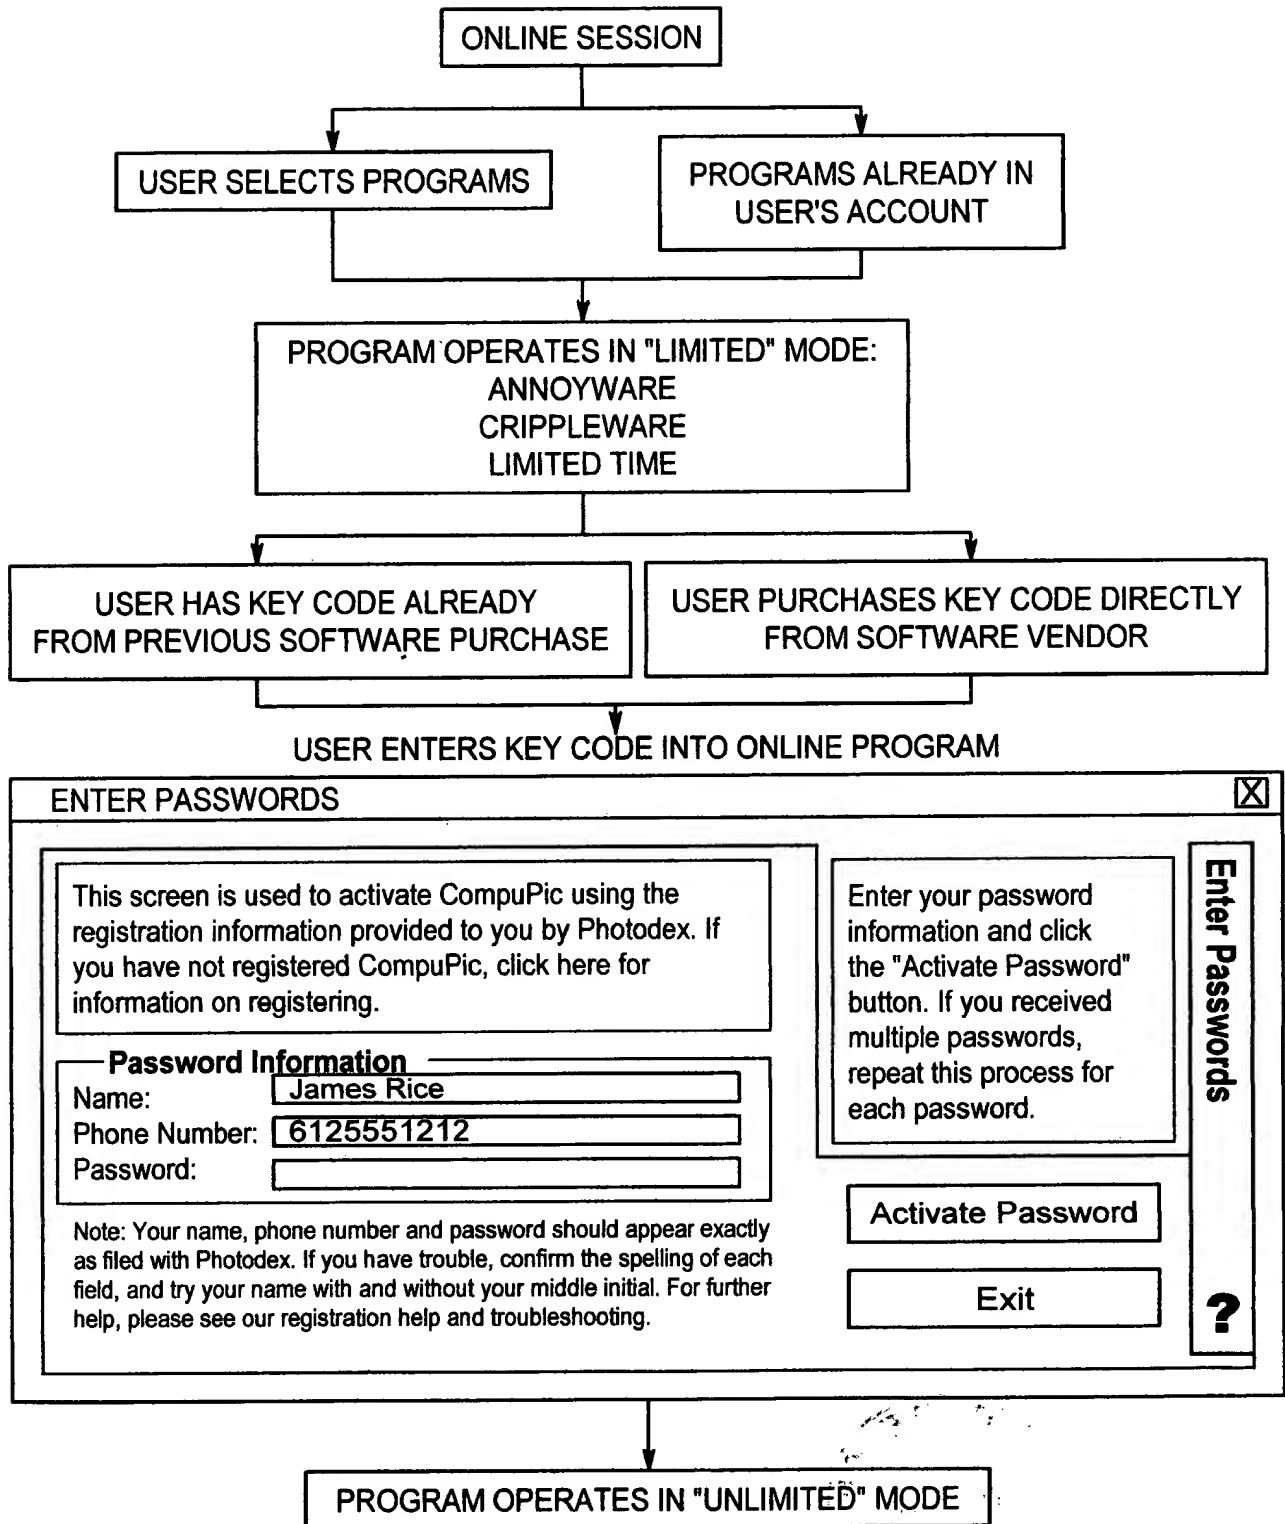 ONLINE SESSION
USER SELECTS PROGRAMS
PROGRAMS ALREADY IN
USER'S ACCOUNT
PROGRAM OPERATES IN "LIMITED" MODE:
ANNOYWARE
CRIPPLEWARE
LIMITED TIME
USER HAS KEY CODE ALREADY
FROM PREVIOUS SOFTWARE PURCHASE
USER PURCHASES KEY CODE DIRECTLY
FROM SOFTWARE VENDOR
USER ENTERS KEY CODE INTO ONLINE PROGRAM
ENTER PASSWORDS
X
This screen is used to activate CompuPic using the
registration information provided to you by Photodex. If
you have not registered CompuPic, click here for
information on registering.
Password Information
Name: James Rice
Phone Number: 6125551212
Password:
Note: Your name, phone number and password should appear exactly
as filed with Photodex. If you have trouble, confirm the spelling of each
field, and try your name with and without your middle initial. For further
help, please see our registration help and troubleshooting.
Enter your password
information and click
the "Activate Password"
button. If you received
multiple passwords,
repeat this process for
each password.
Activate Password
Exit
Enter Passwords
?
PROGRAM OPERATES IN "UNLIMITED" MODE